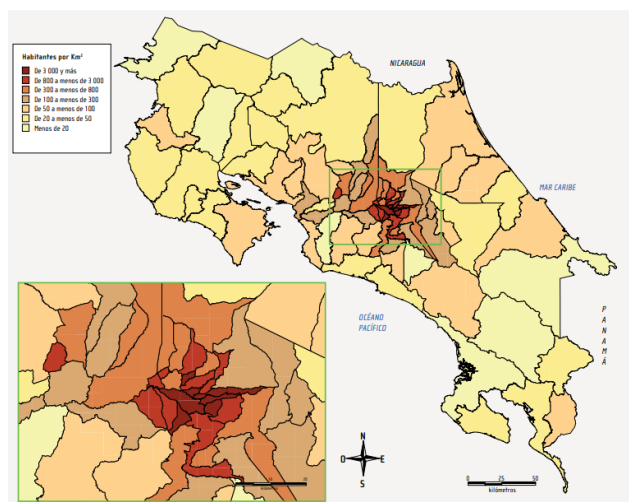 Habitantes por Km²
De 3 000 y más
De 800 a menos de 3 000
De 300 a menos de 800
De 100 a menos de 300
De 50 a menos de 100
De 20 a menos de 50
Menos de 20
NICARAGUA
MAR CARIBE
OCÉANO
PACÍFICO
P
A
N
A
M
Á
N
O
E
S
0
25
50
kilómetros
kilómetros